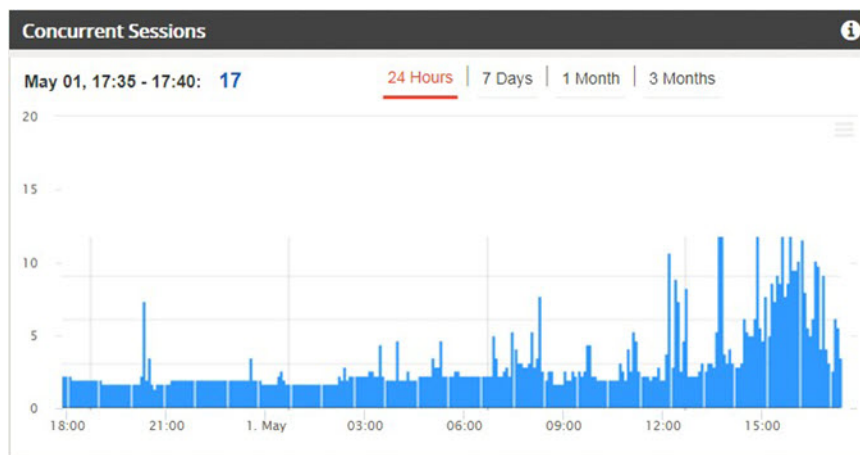 Concurrent Sessions
May 01, 17:35 - 17:40: 17
24 Hours | 7 Days | 1 Month | 3 Months
20
15
10
5
0
18:00 21:00 1. May 03:00 06:00 09:00 12:00 15:00